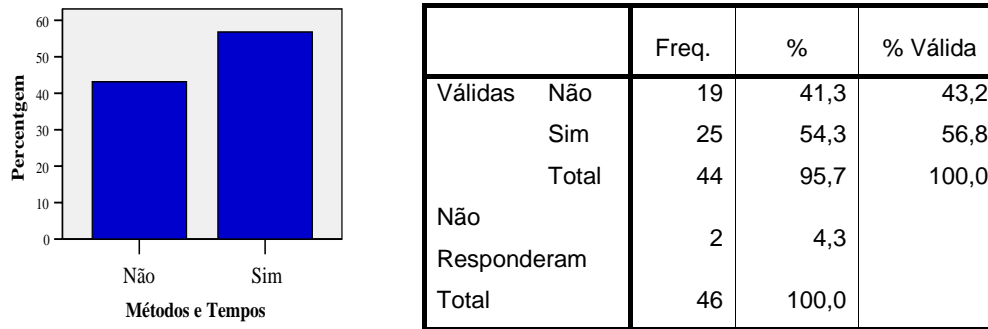 60
50
40
30
20
10
0
Percentgem
Não Sim
Métodos e Tempos
Freq. % % Válida
Válidas Não 19 41,3 43,2
Sim 25 54,3 56,8
Total 44 95,7 100,0
Não
Responderam 2 4,3
Total 46 100,0